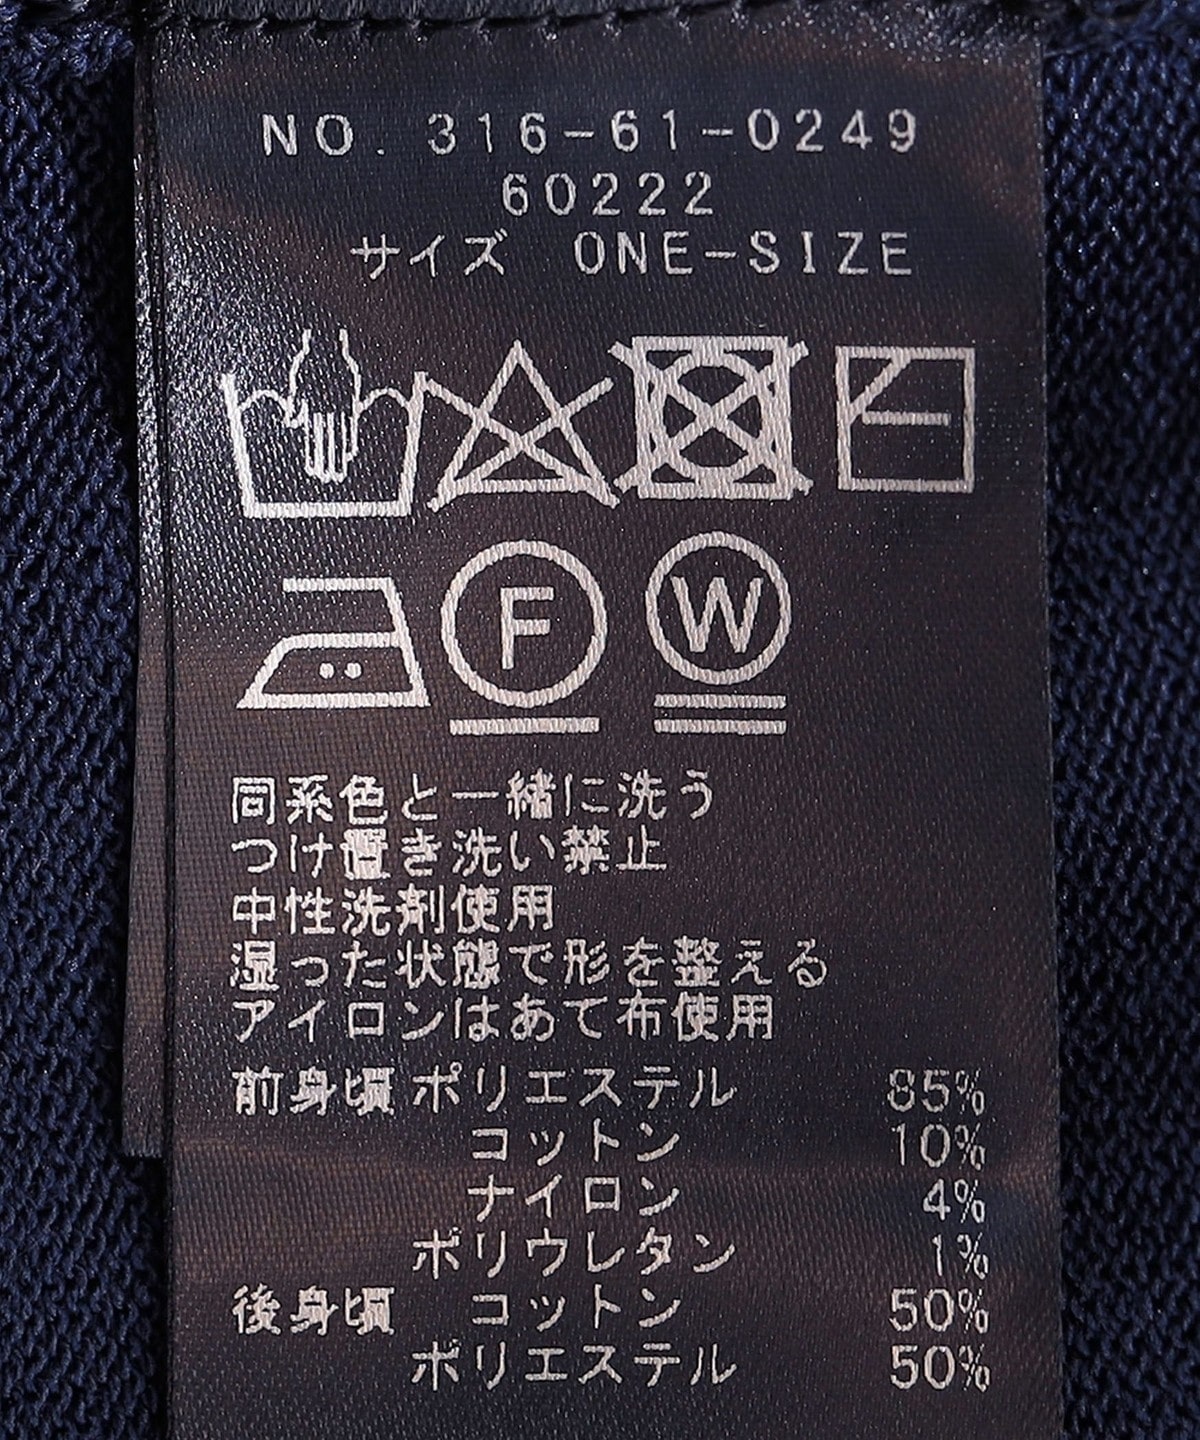 NO. 316-61-0249
60222
サイズ ONE-SIZE
F W
同系色と一緒に洗う
つけ置き洗い禁止
中性洗剤使用
湿った状態で形を整える
アイロンはあて布使用
前身頃 ポリエステル 85%
コットン 10%
ナイロン 4%
ポリウレタン 1%
後身頃 コットン 50%
ポリエステル 50%